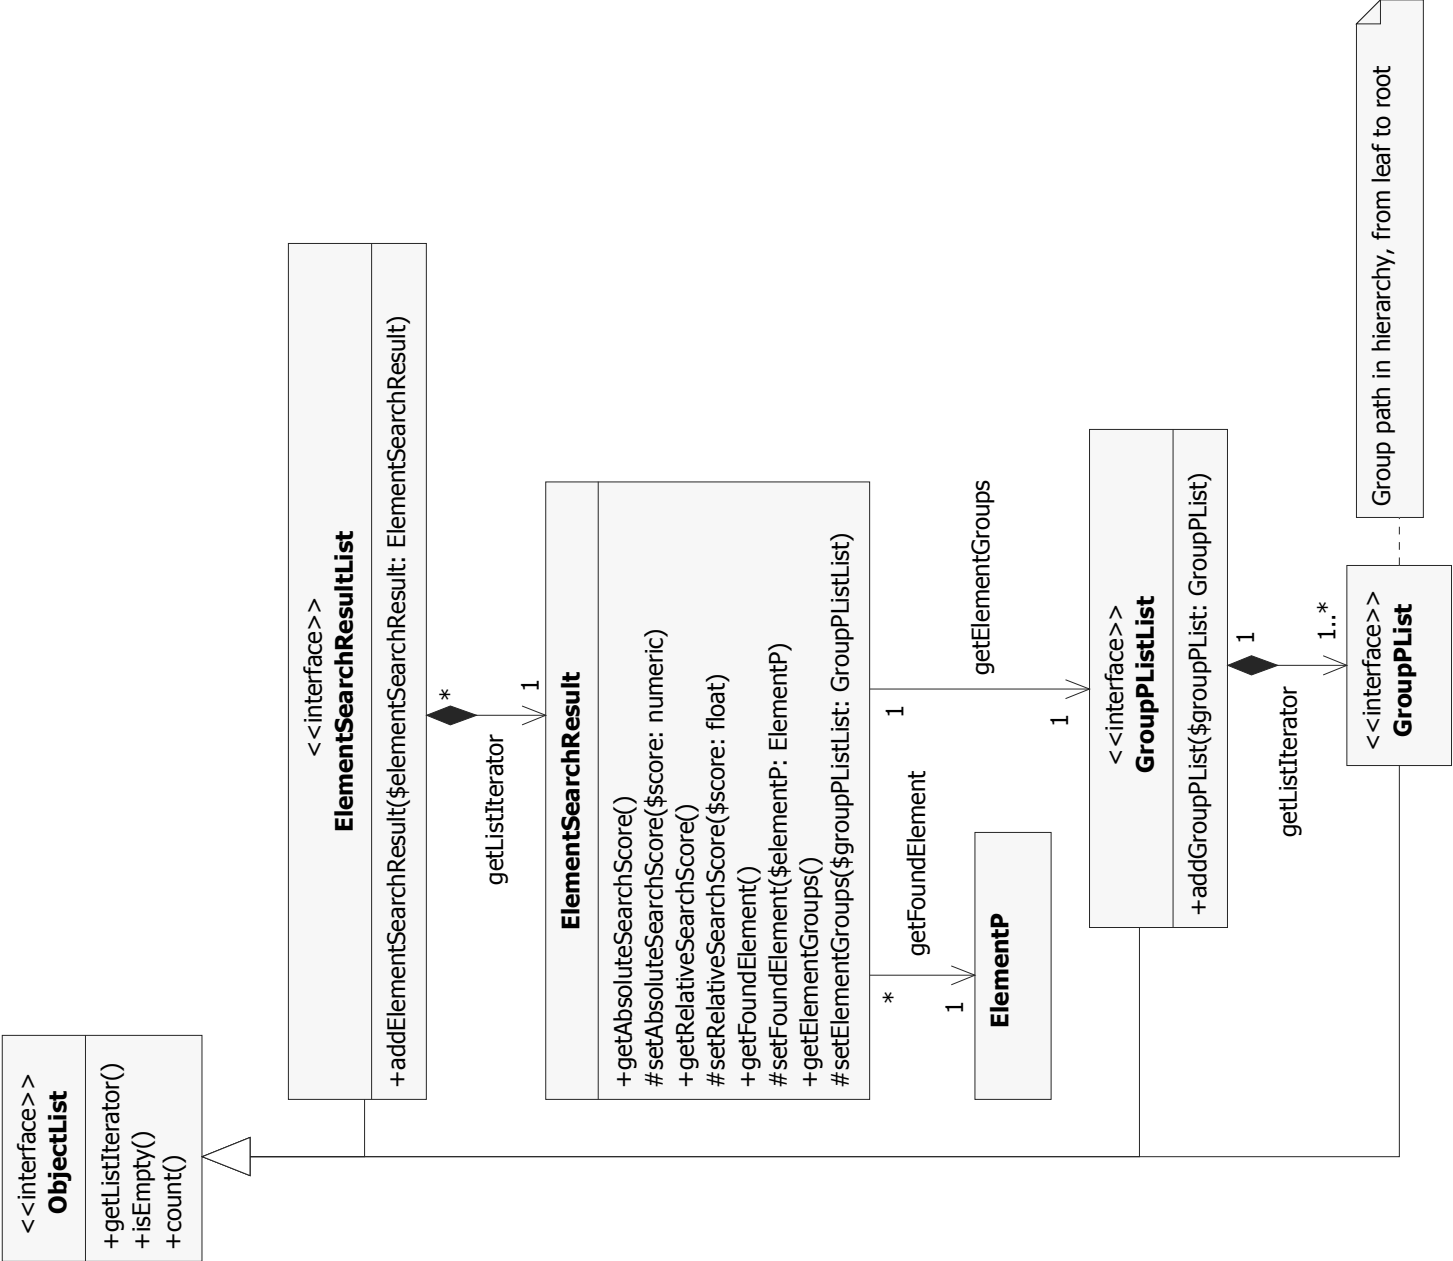 <<interface>>
ObjectList
+getListIterator()
+isEmpty()
+count()
<<interface>>
ElementSearchResultList
+addElementSearchResult($elementSearchResult: ElementSearchResult)
*
1
getListIterator
ElementSearchResult
+getAbsoluteSearchScore()
#setAbsoluteSearchScore($score: numeric)
+getRelativeSearchScore()
#setRelativeSearchScore($score: float)
+getFoundElement()
#setFoundElement($elementP: ElementP)
+getElementGroups()
#setElementGroups($groupPListList: GroupPListList)
*
1
getFoundElement
ElementP
1
1
getElementGroups
<<interface>>
GroupPListList
+addGroupPList($groupPList: GroupPList)
1
1..*
getListIterator
<<interface>>
GroupPList
Group path in hierarchy, from leaf to root